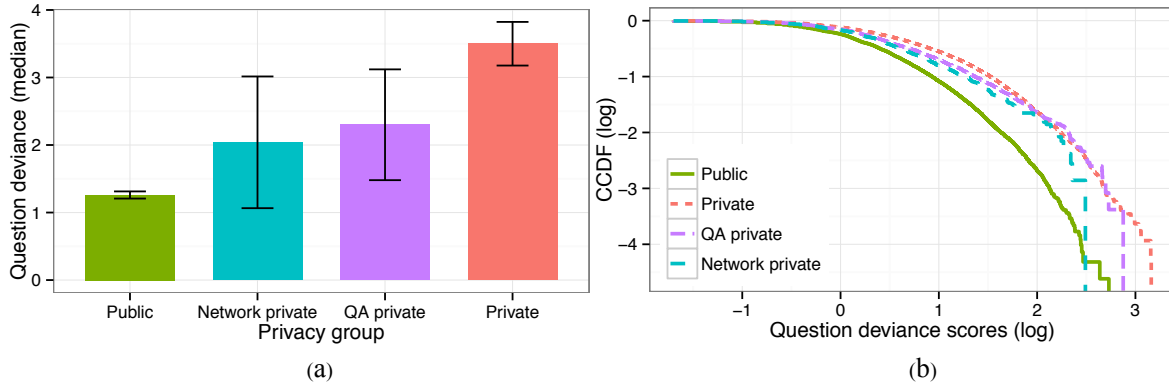 Question deviance (median)
4
3
2
1
0
Public
Network private
QA private
Private
Privacy group
(a)
CCDF (log)
0
−1
−2
−3
−4
Public
Private
QA private
Network private
−1
0
1
2
3
Question deviance scores (log)
(b)